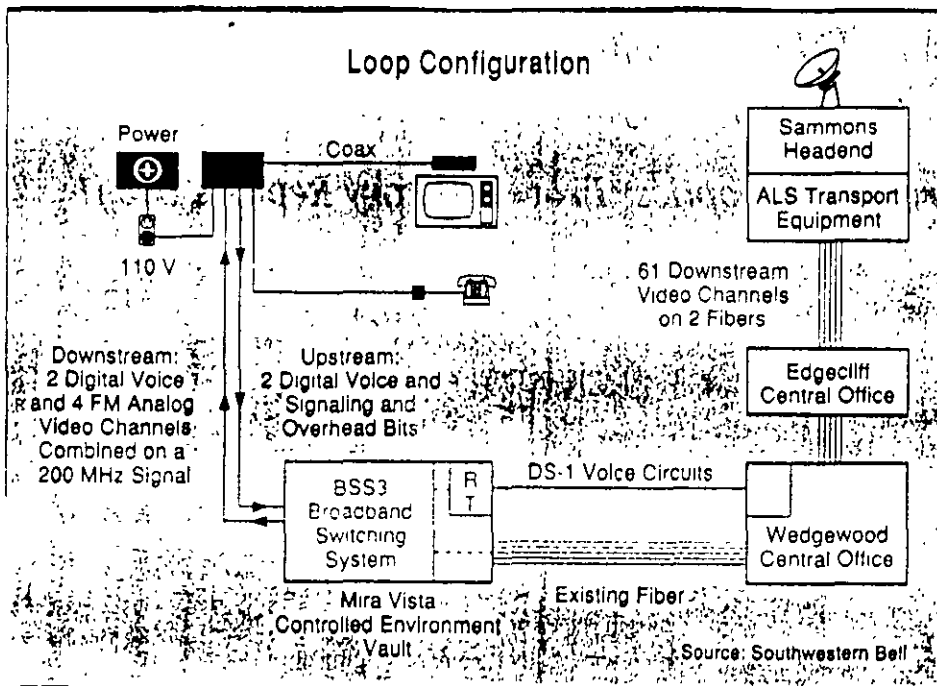 Loop Configuration
Power
Coax
110 V
Sammons
Headend
ALS Transport
Equipment
61 Downstream
Video Channels
on 2 Fibers
Edgecliff
Central Office
Downstream:
2 Digital Voice
and 4 FM Analog
Video Channels
Combined on a
200 MHz Signal
Upstream:
2 Digital Voice and
Signaling and
Overhead Bits
BSS3
Broadband
Switching
System
R
T
DS-1 Voice Circuits
Wedgewood
Central Office
Mira Vista
Controlled Environment
Vault
Existing Fiber
Source: Southwestern Bell